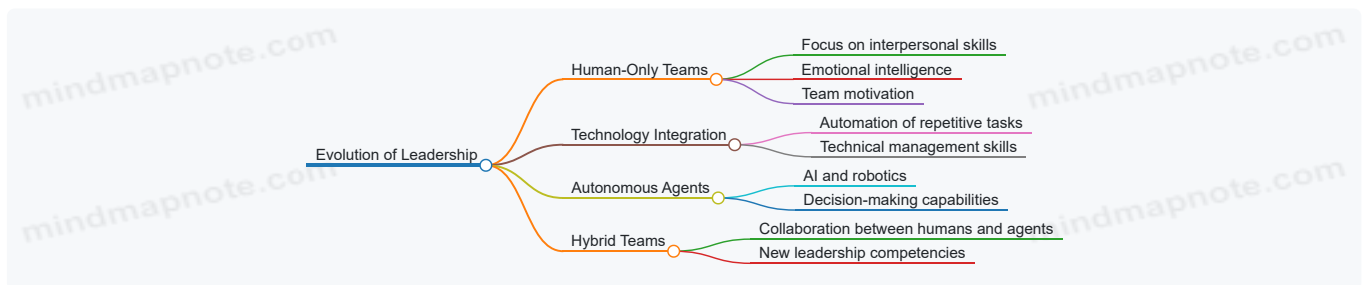 mindmapnote.com
mindmapnote.com
Focus on interpersonal skills
Human-Only Teams
Emotional intelligence
Team motivation
Automation of repetitive tasks
Technology Integration
Technical management skills
Evolution of Leadership
AI and robotics
Autonomous Agents
Decision-making capabilities
mindmapnote.com
mindmapnote.com
Collaboration between humans and agents
Hybrid Teams
New leadership competencies